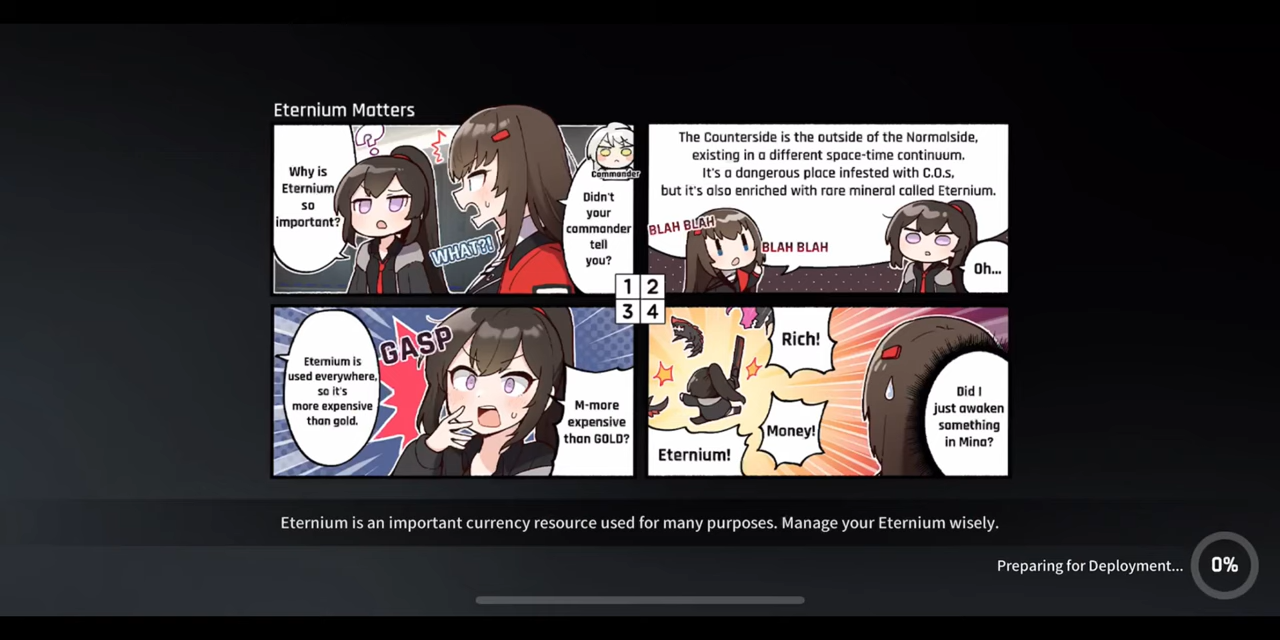 Eternium Matters
Why is
Eternium
so
important?
?
WHAT?!
Commander
Didn't
your
commander
tell
you?
The Counterside is the outside of the Normalside,
existing in a different space-time continuum.
It's a dangerous place infested with C.O.s,
but it's also enriched with rare mineral called Eternium.
BLAH BLAH
BLAH BLAH
Oh...
1 2
3 4
Eternium is
used everywhere,
so it's
more expensive
than gold.
GASP
M-more
expensive
than GOLD?
Rich!
Money!
Eternium!
Did I
just awaken
something
in Mina?
Eternium is an important currency resource used for many purposes. Manage your Eternium wisely.
Preparing for Deployment...
0%